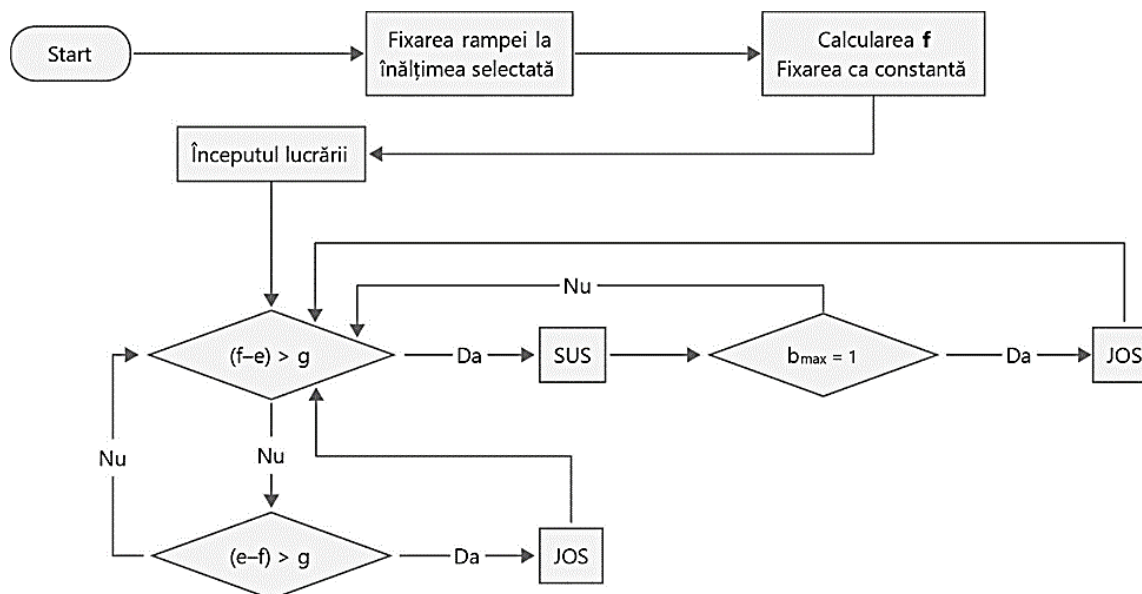 Start
Fixarea rampei la
înălțimea selectată
Calcularea f
Fixarea ca constantă
Începutul lucrării
Nu
(f–e) > g
Da
SUS
bmax = 1
Da
JOS
Nu
Nu
(e–f) > g
Da
JOS